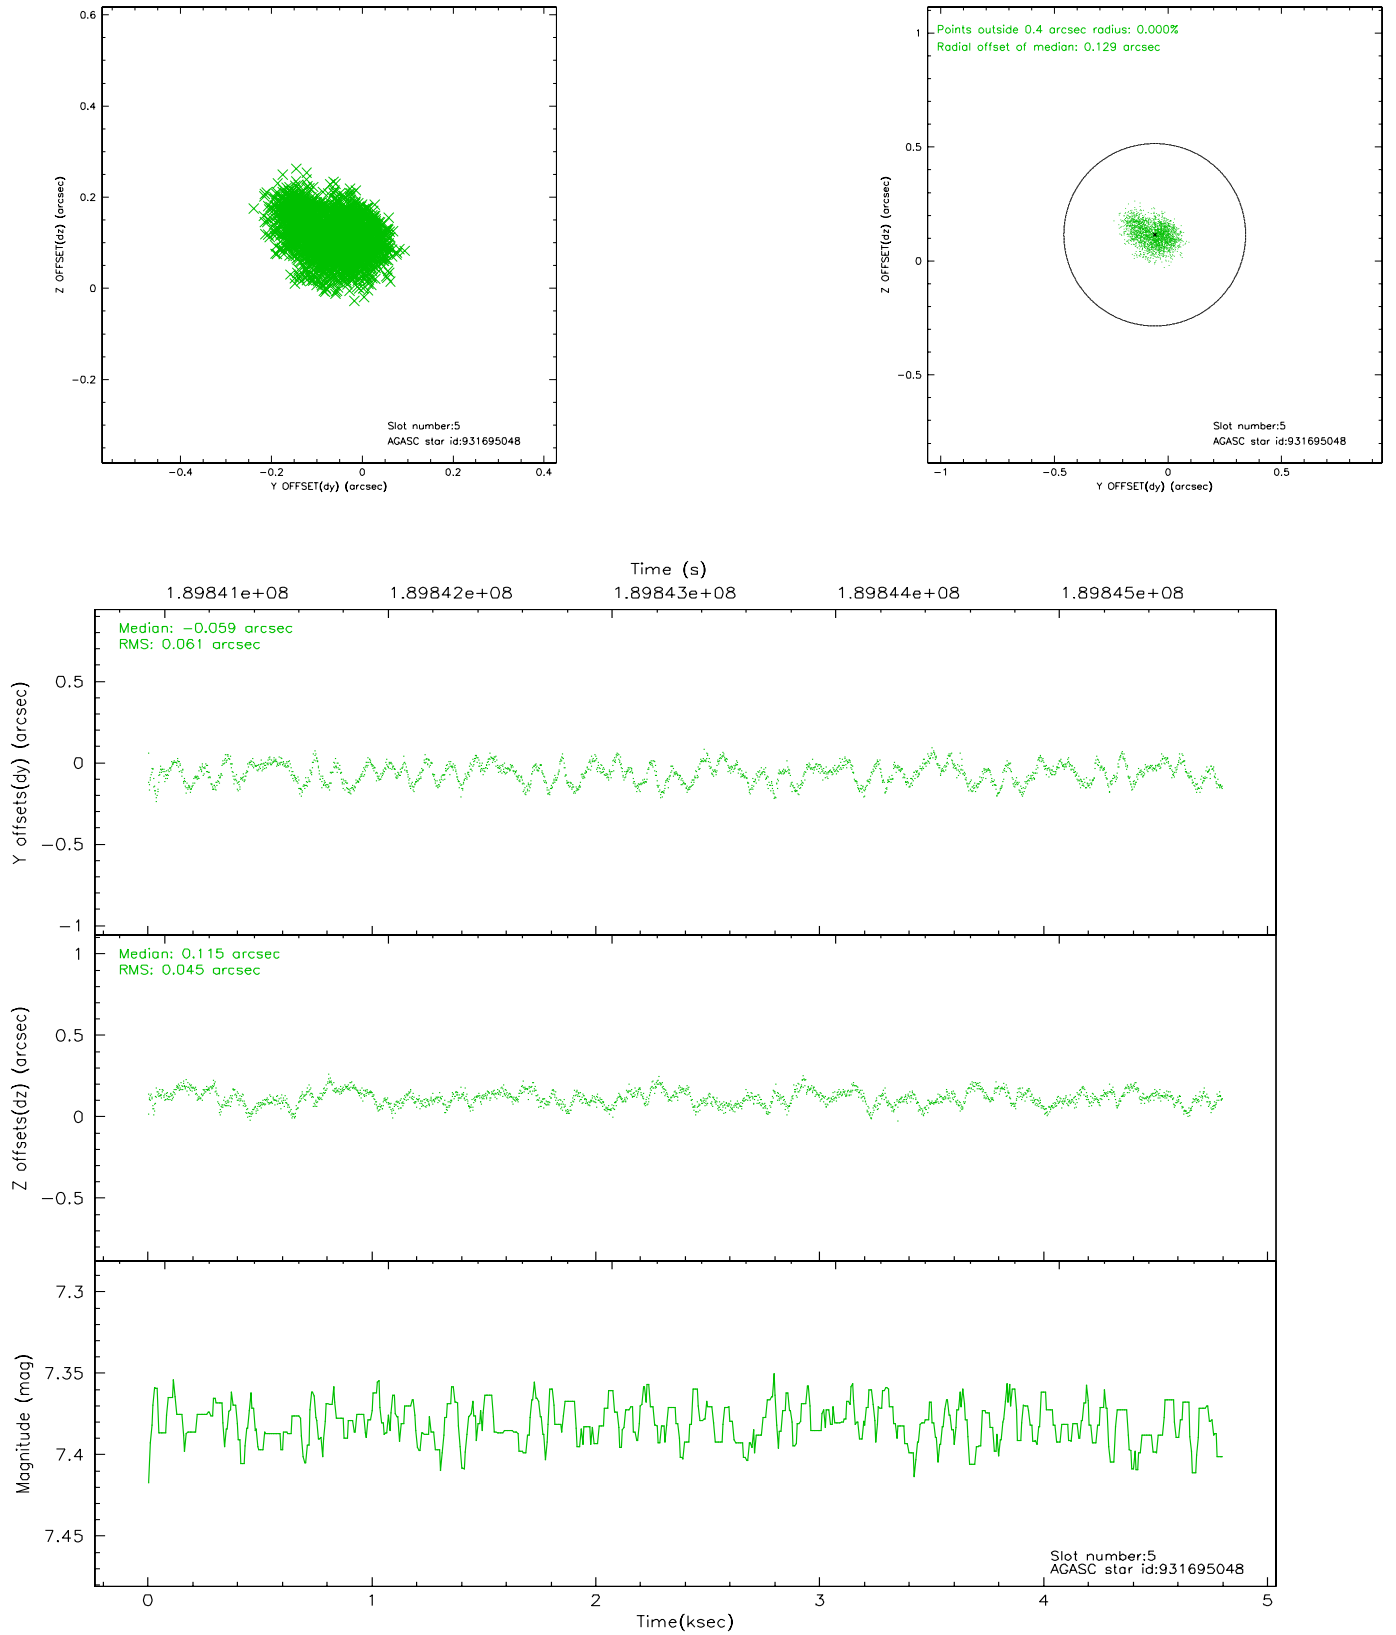 0.6
0.4
0.2
0
−0.2
−0.4
−0.2
0
0.2
0.4
Z OFFSET(dz) (arcsec)
Y OFFSET(dy) (arcsec)
Slot number:5
AGASC star id:931695048
Points outside 0.4 arcsec radius: 0.000%
Radial offset of median: 0.129 arcsec
1
0.5
0
−0.5
−1
−0.5
0
0.5
Z OFFSET(dz) (arcsec)
Y OFFSET(dy) (arcsec)
Slot number:5
AGASC star id:931695048
Time (s)
1.89841e+08 1.89842e+08 1.89843e+08 1.89844e+08 1.89845e+08
Median: −0.059 arcsec
RMS: 0.061 arcsec
0.5
0
−0.5
−1
Y offsets(dy) (arcsec)
Median: 0.115 arcsec
RMS: 0.045 arcsec
1
0.5
0
−0.5
Z offsets(dz) (arcsec)
7.3
7.35
7.4
7.45
Magnitude (mag)
Slot number:5
AGASC star id:931695048
0 1 2 3 4 5
Time(ksec)